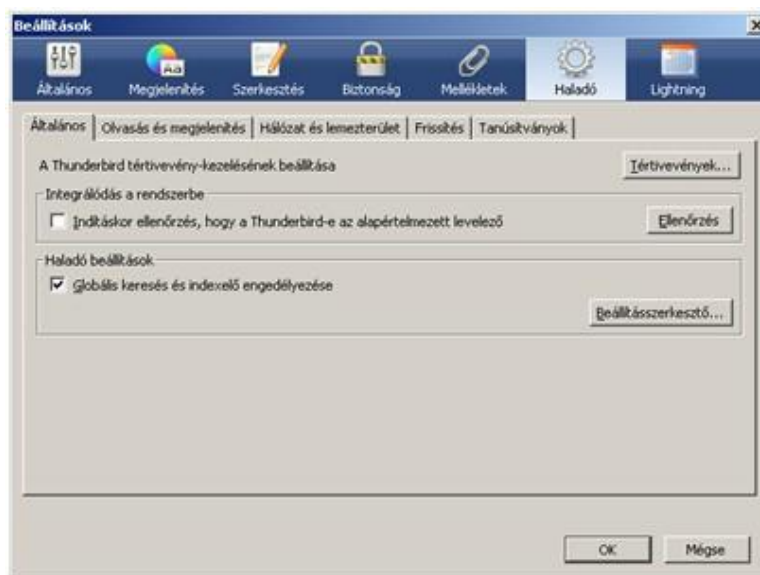 Beállítások
Általános Megjelenítés Szerkesztés Biztonság Mellékletek Haladó Lightning
Általános Olvasás és megjelenítés Hálózat és lemezterület Frissítés Tanúsítványok
A Thunderbird tértivevény-kezelésének beállítása Tértivevények...
Integrálódás a rendszerbe
Indításkor ellenőrzés, hogy a Thunderbird-e az alapértelmezett levelező Ellenőrzés
Haladó beállítások
Globális keresés és indexelő engedélyezése
Beállításszerkesztő...
OK Mégse